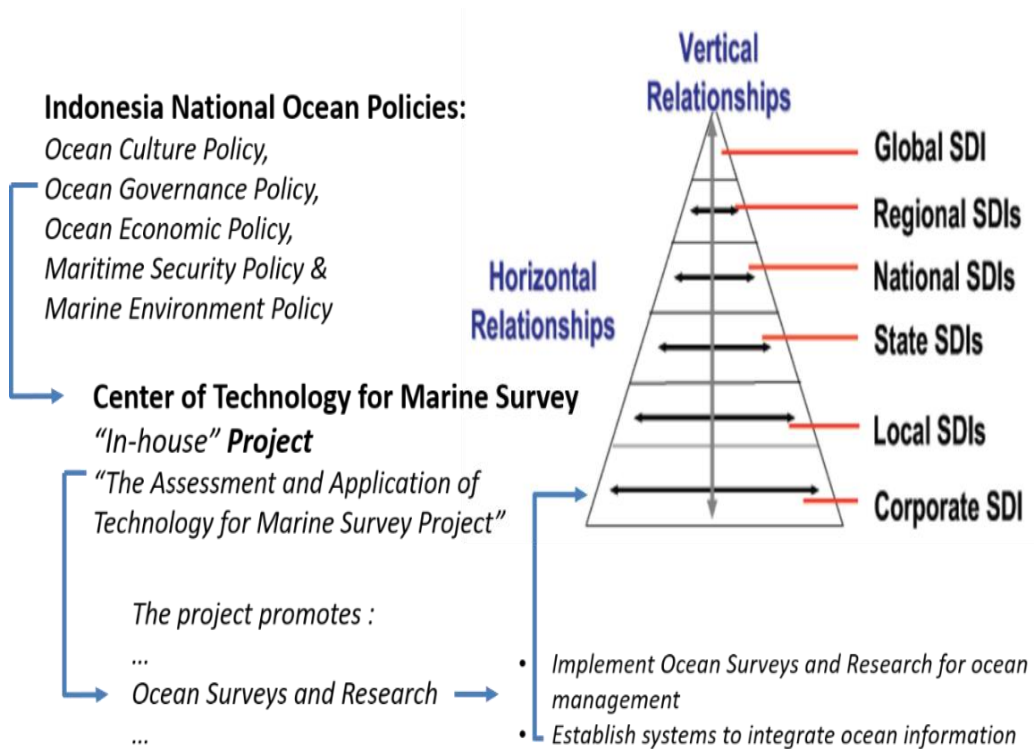 Indonesia National Ocean Policies:
Ocean Culture Policy,
Ocean Governance Policy,
Ocean Economic Policy,
Maritime Security Policy &
Marine Environment Policy
Center of Technology for Marine Survey
“In-house” Project
“The Assessment and Application of
Technology for Marine Survey Project”
The project promotes :
...
Ocean Surveys and Research
...
Vertical
Relationships
Horizontal
Relationships
Global SDI
Regional SDIs
National SDIs
State SDIs
Local SDIs
Corporate SDI
• Implement Ocean Surveys and Research for ocean
management
• Establish systems to integrate ocean information